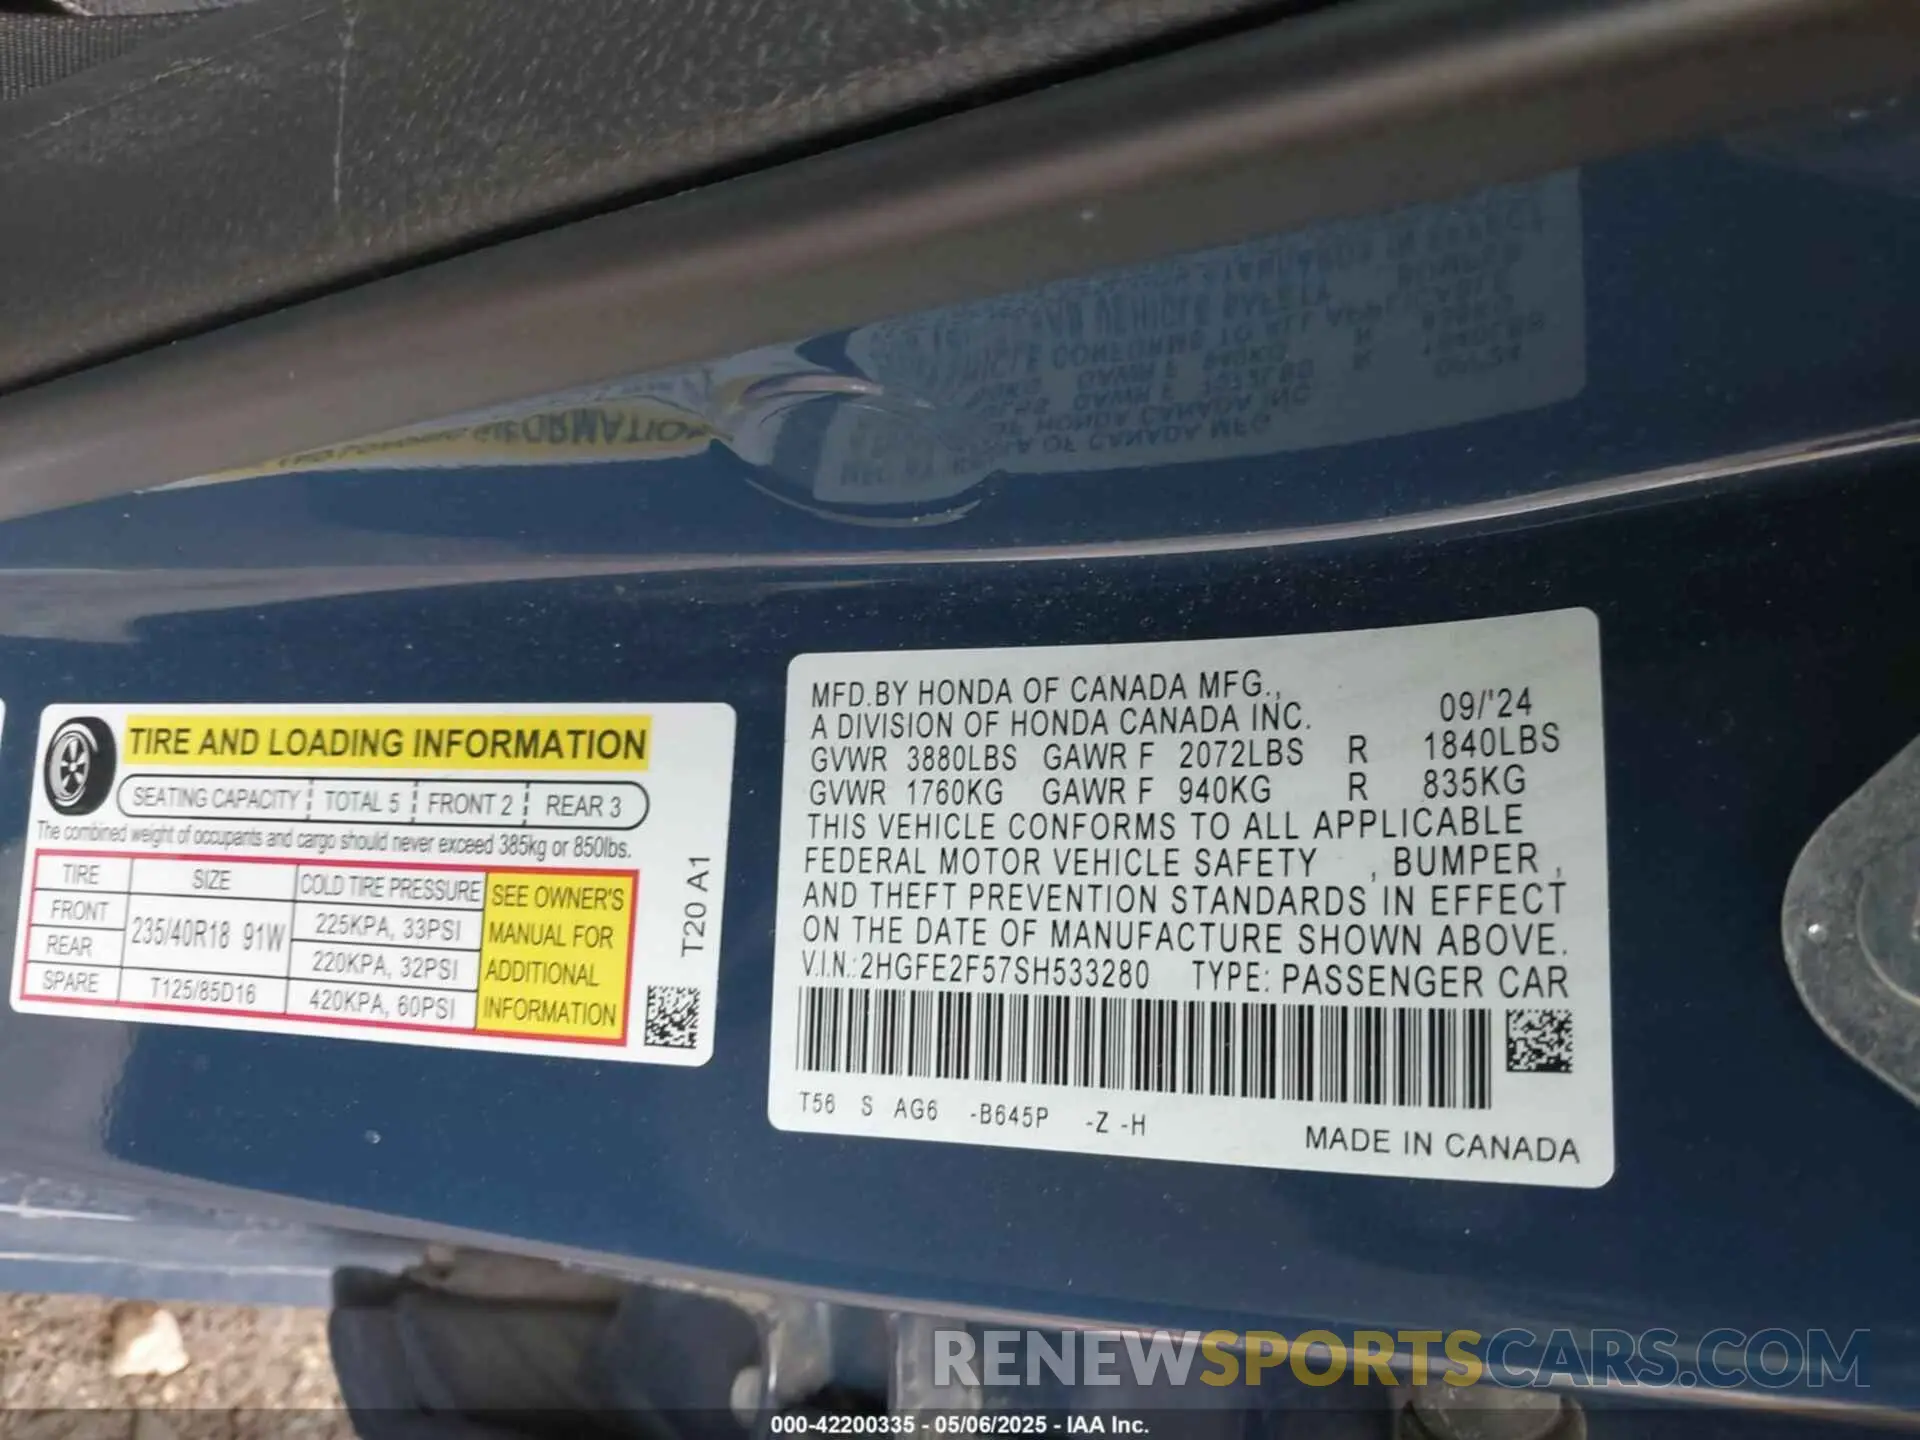 TIRE AND LOADING INFORMATION
SEATING CAPACITY TOTAL 5 FRONT 2 REAR 3
The combined weight of occupants and cargo should never exceed 385kg or 850lbs.
TIRE SIZE COLD TIRE PRESSURE
FRONT 235/40R18 91W 225KPA, 33PSI
REAR 220KPA, 32PSI
SPARE T125/85D16 420KPA, 60PSI
SEE OWNER'S
MANUAL FOR
ADDITIONAL
INFORMATION
T20 A1
MFD.BY HONDA OF CANADA MFG.,
A DIVISION OF HONDA CANADA INC. 09/'24
GVWR 3880LBS GAWR F 2072LBS R 1840LBS
GVWR 1760KG GAWR F 940KG R 835KG
THIS VEHICLE CONFORMS TO ALL APPLICABLE
FEDERAL MOTOR VEHICLE SAFETY , BUMPER ,
AND THEFT PREVENTION STANDARDS IN EFFECT
ON THE DATE OF MANUFACTURE SHOWN ABOVE.
V.I.N.:2HGFE2F57SH533280 TYPE: PASSENGER CAR
T56 S AG6 -B645P -Z -H
MADE IN CANADA
RENEWSPORTSCARS.COM
000-42200335 - 05/06/2025 - IAA Inc.